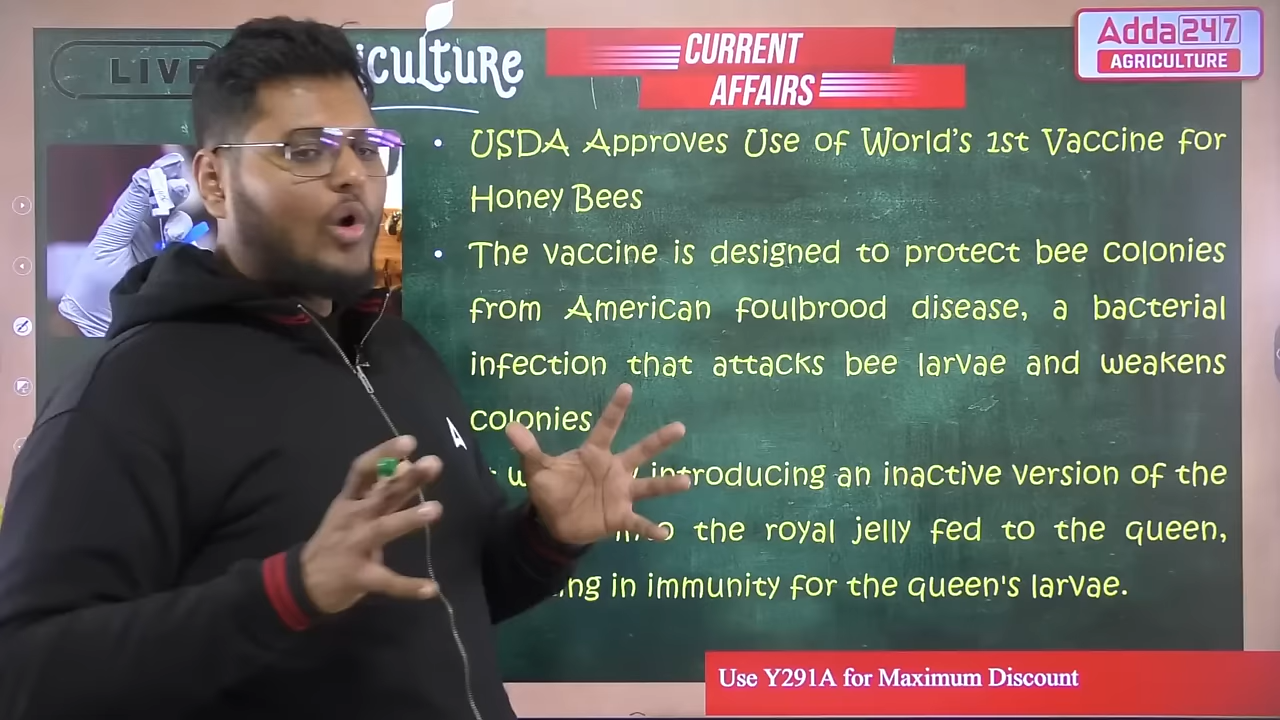 LIVE
culture
CURRENT
AFFAIRS
Adda247
AGRICULTURE
• USDA Approves Use of World's 1st Vaccine for
Honey Bees
• The vaccine is designed to protect bee colonies
from American foulbrood disease, a bacterial
infection that attacks bee larvae and weakens
colonies
introducing an inactive version of the
the royal jelly fed to the queen,
in immunity for the queen's larvae.
A
Use Y291A for Maximum Discount